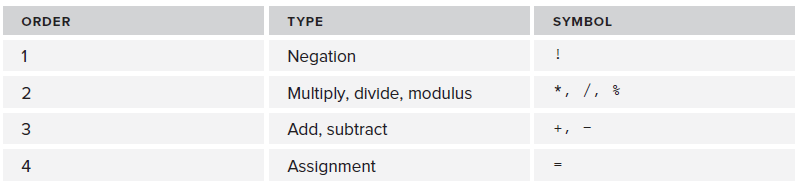 ORDER TYPE SYMBOL
1 Negation !
2 Multiply, divide, modulus *, /, %
3 Add, subtract +, −
4 Assignment =